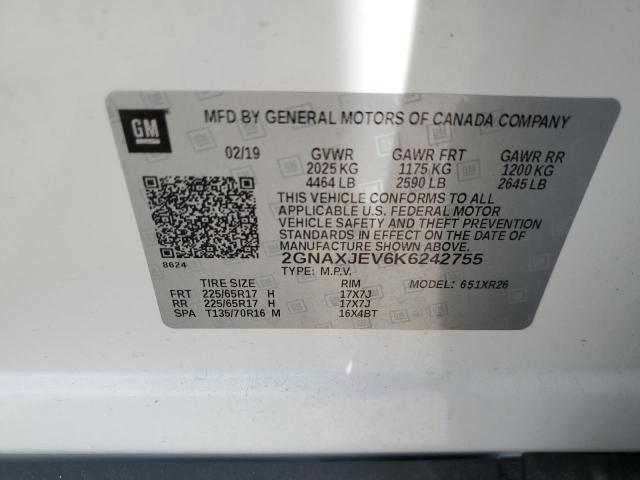 GM
MFD BY GENERAL MOTORS OF CANADA COMPANY
02/19 GVWR GAWR FRT GAWR RR
2025 KG 1175 KG 1200 KG
4464 LB 2590 LB 2645 LB
THIS VEHICLE CONFORMS TO ALL
APPLICABLE U.S. FEDERAL MOTOR
VEHICLE SAFETY AND THEFT PREVENTION
STANDARDS IN EFFECT ON THE DATE OF
MANUFACTURE SHOWN ABOVE.
8624 2GNAXJEV6K6242755
TYPE: M.P.V. MODEL: 651XR26
TIRE SIZE RIM
FRT 225/65R17 H 17X7J
RR 225/65R17 H 17X7J
SPA T135/70R16 M 16X4BT